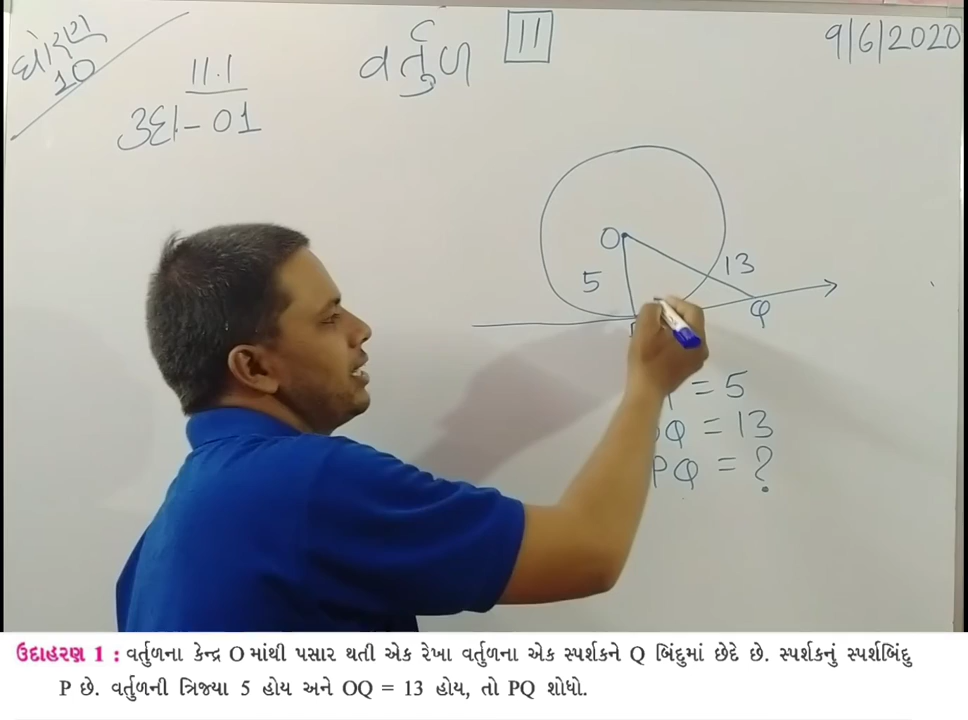 ધોરણ
10
11.1
ઉદા-01
વર્તુળ 11
9/6/2020
O
5
13
Q
= 5
OQ = 13
PQ = ?
ઉદાહરણ 1 : વર્તુળના કેન્દ્ર O માંથી પસાર થતી એક રેખા વર્તુળના એક સ્પર્શકને Q બિંદુમાં છેદે છે. સ્પર્શકનું સ્પર્શબિંદુ
P છે. વર્તુળની ત્રિજ્યા 5 હોય અને OQ = 13 હોય, તો PQ શોધો.